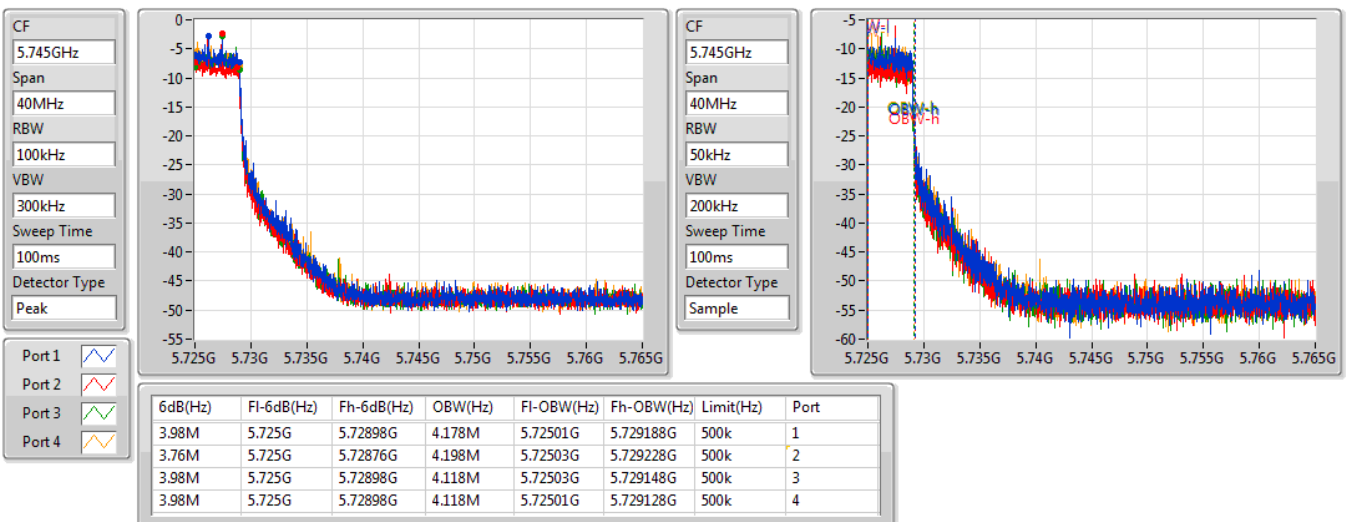 CF
5.745GHz
Span
40MHz
RBW
100kHz
VBW
300kHz
Sweep Time
100ms
Detector Type
Peak
0
-5
-10
-15
-20
-25
-30
-35
-40
-45
-50
-55
5.725G 5.73G 5.735G 5.74G 5.745G 5.75G 5.755G 5.76G 5.765G
CF
5.745GHz
Span
40MHz
RBW
50kHz
VBW
200kHz
Sweep Time
100ms
Detector Type
Sample
-5
-10
-15
-20
-25
-30
-35
-40
-45
-50
-55
-60
W-l
OBW-h
OBW-h
5.725G 5.73G 5.735G 5.74G 5.745G 5.75G 5.755G 5.76G 5.765G
Port 1
Port 2
Port 3
Port 4
6dB(Hz) Fl-6dB(Hz) Fh-6dB(Hz) OBW(Hz) Fl-OBW(Hz) Fh-OBW(Hz) Limit(Hz) Port
3.98M 5.725G 5.72898G 4.178M 5.72501G 5.729188G 500k 1
3.76M 5.725G 5.72876G 4.198M 5.72503G 5.729228G 500k 2
3.98M 5.725G 5.72898G 4.118M 5.72503G 5.729148G 500k 3
3.98M 5.725G 5.72898G 4.118M 5.72501G 5.729128G 500k 4